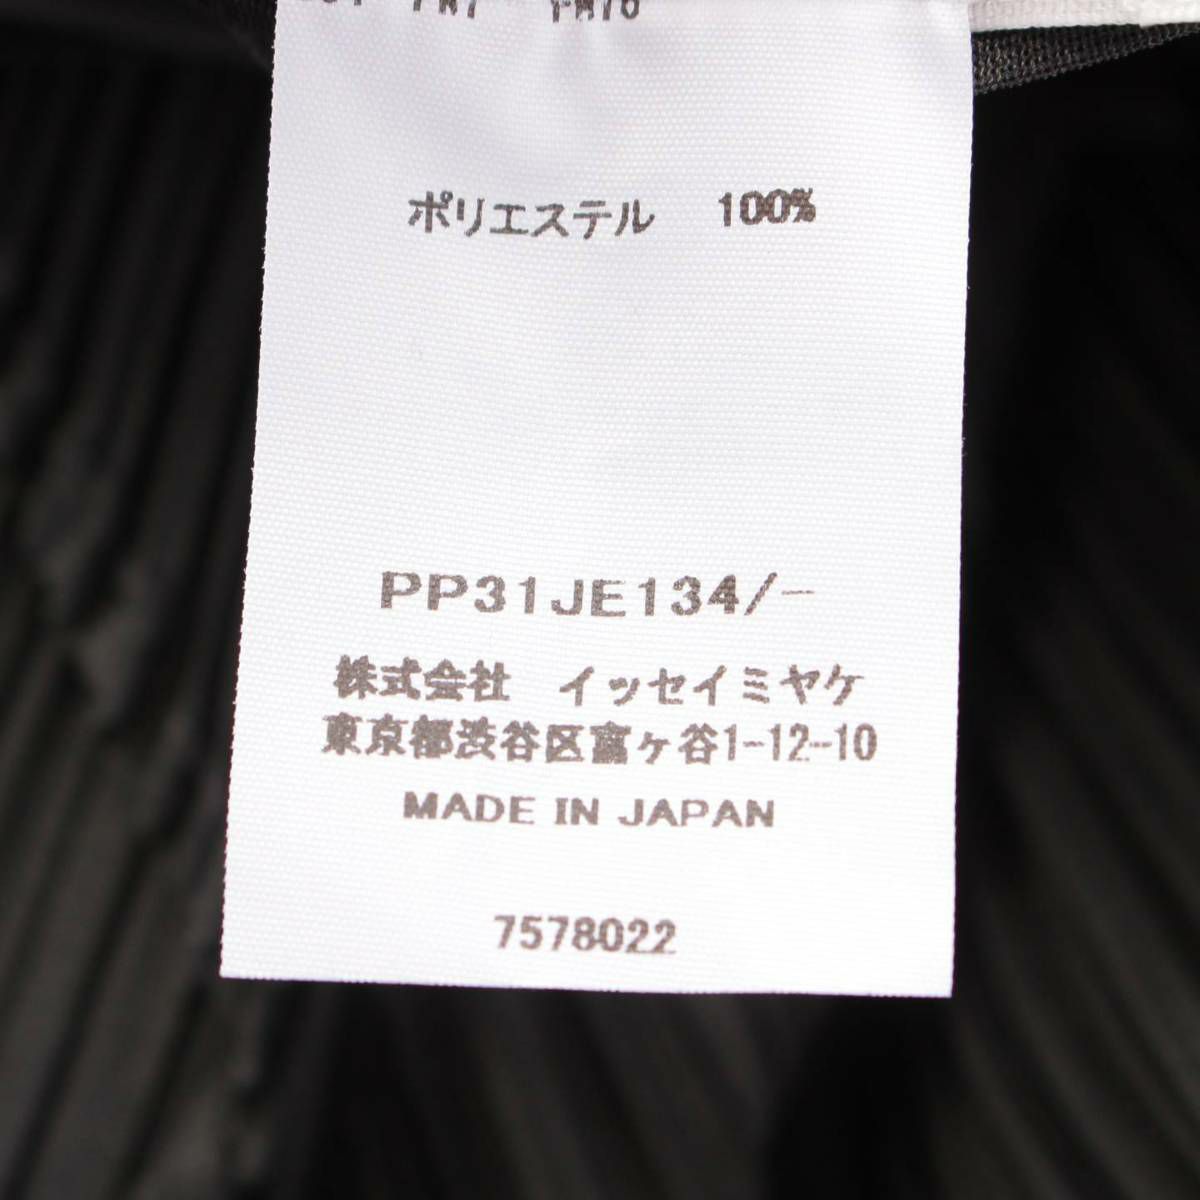 ポリエステル 100%
PP31JE134/-
株式会社 イッセイミヤケ
東京都渋谷区富ヶ谷1-12-10
MADE IN JAPAN
7578022